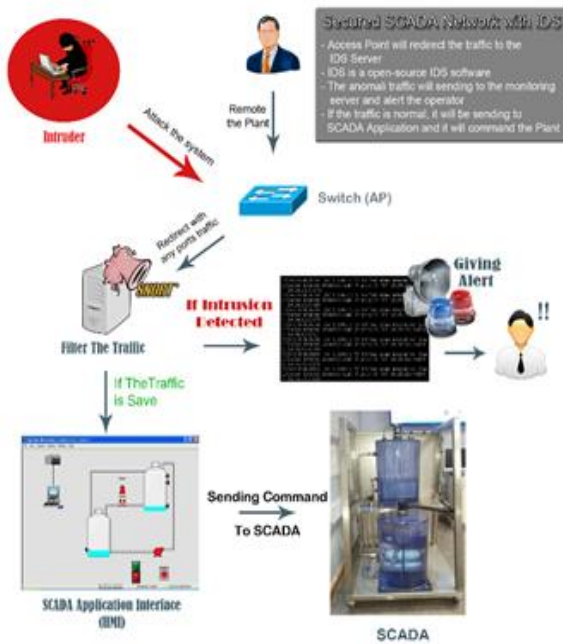 Secured SCADA Network with IDS
- Access Point will redirect the traffic to the
IDS Server
- IDS is a open-source IDS software
- The anomali traffic will sending to the monitoring
server and alert the operator
- If the traffic is normal, it will be sending to
SCADA Application and it will command the Plant
Intruder
Attack the system
Remote
the Plant
Switch (AP)
Redirect with
any ports traffic
SNORT
Filter The Traffic
If Intrusion
Detected
Giving
Alert
!!
If TheTraffic
is Save
Sending Command
To SCADA
SCADA Application Interface
(HMI)
SCADA